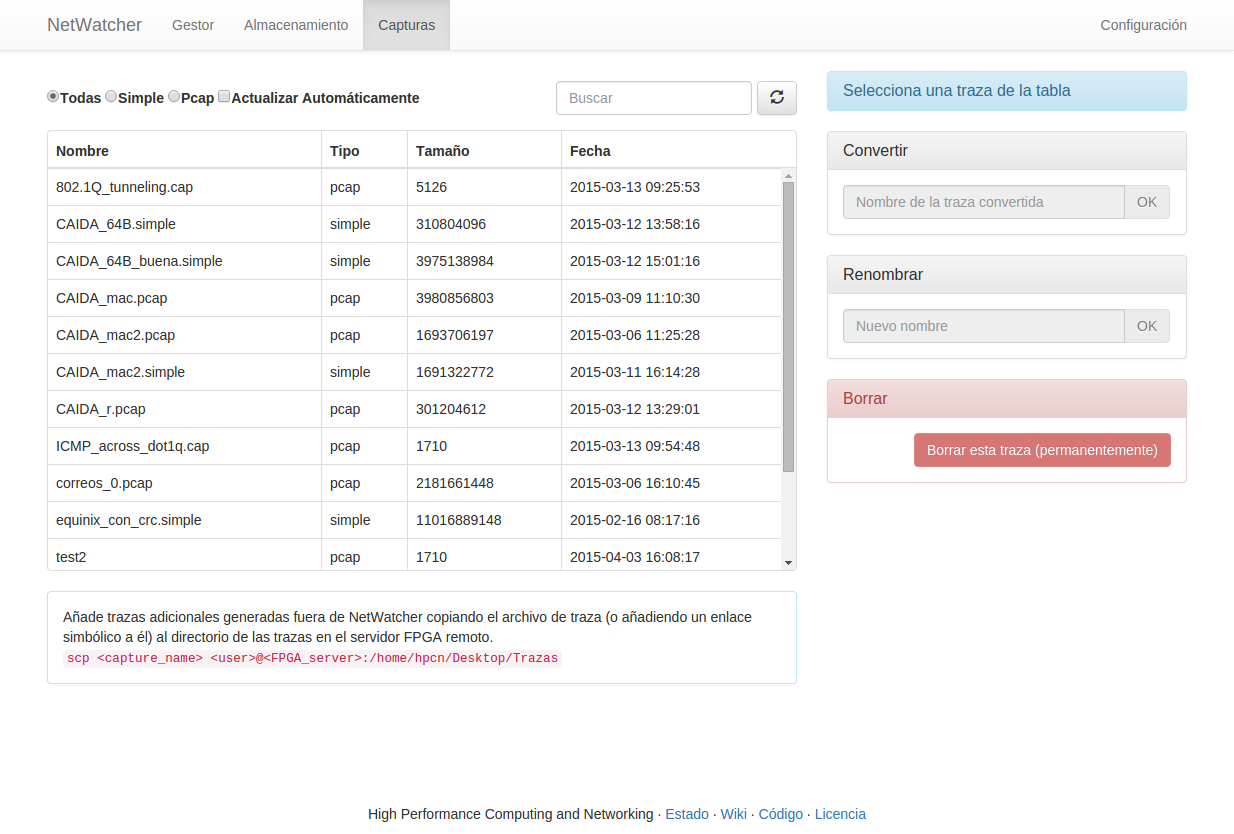 NetWatcher Gestor Almacenamiento Capturas Configuración
Todas Simple Pcap Actualizar Automáticamente Buscar
Nombre Tipo Tamaño Fecha
802.1Q_tunneling.cap pcap 5126 2015-03-13 09:25:53
CAIDA_64B.simple simple 310804096 2015-03-12 13:58:16
CAIDA_64B_buena.simple simple 3975138984 2015-03-12 15:01:16
CAIDA_mac.pcap pcap 3980856803 2015-03-09 11:10:30
CAIDA_mac2.pcap pcap 1693706197 2015-03-06 11:25:28
CAIDA_mac2.simple simple 1691322772 2015-03-11 16:14:28
CAIDA_r.pcap pcap 301204612 2015-03-12 13:29:01
ICMP_across_dot1q.cap pcap 1710 2015-03-13 09:54:48
correos_0.pcap pcap 2181661448 2015-03-06 16:10:45
equinix_con_crc.simple simple 11016889148 2015-02-16 08:17:16
test2 pcap 1710 2015-04-03 16:08:17
Añade trazas adicionales generadas fuera de NetWatcher copiando el archivo de traza (o añadiendo un enlace
simbólico a él) al directorio de las trazas en el servidor FPGA remoto.
scp <capture_name> <user>@<FPGA_server>:/home/hpcn/Desktop/Trazas
Selecciona una traza de la tabla
Convertir
Nombre de la traza convertida OK
Renombrar
Nuevo nombre OK
Borrar
Borrar esta traza (permanentemente)
High Performance Computing and Networking · Estado · Wiki · Código · Licencia